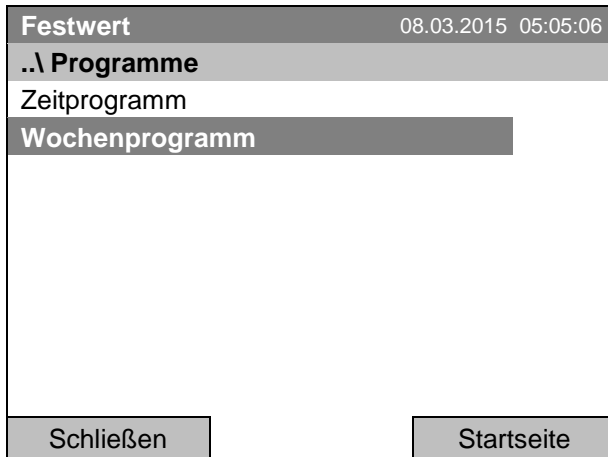 Festwert 08.03.2015 05:05:06
..\ Programme
Zeitprogramm
Wochenprogramm
Schließen Startseite